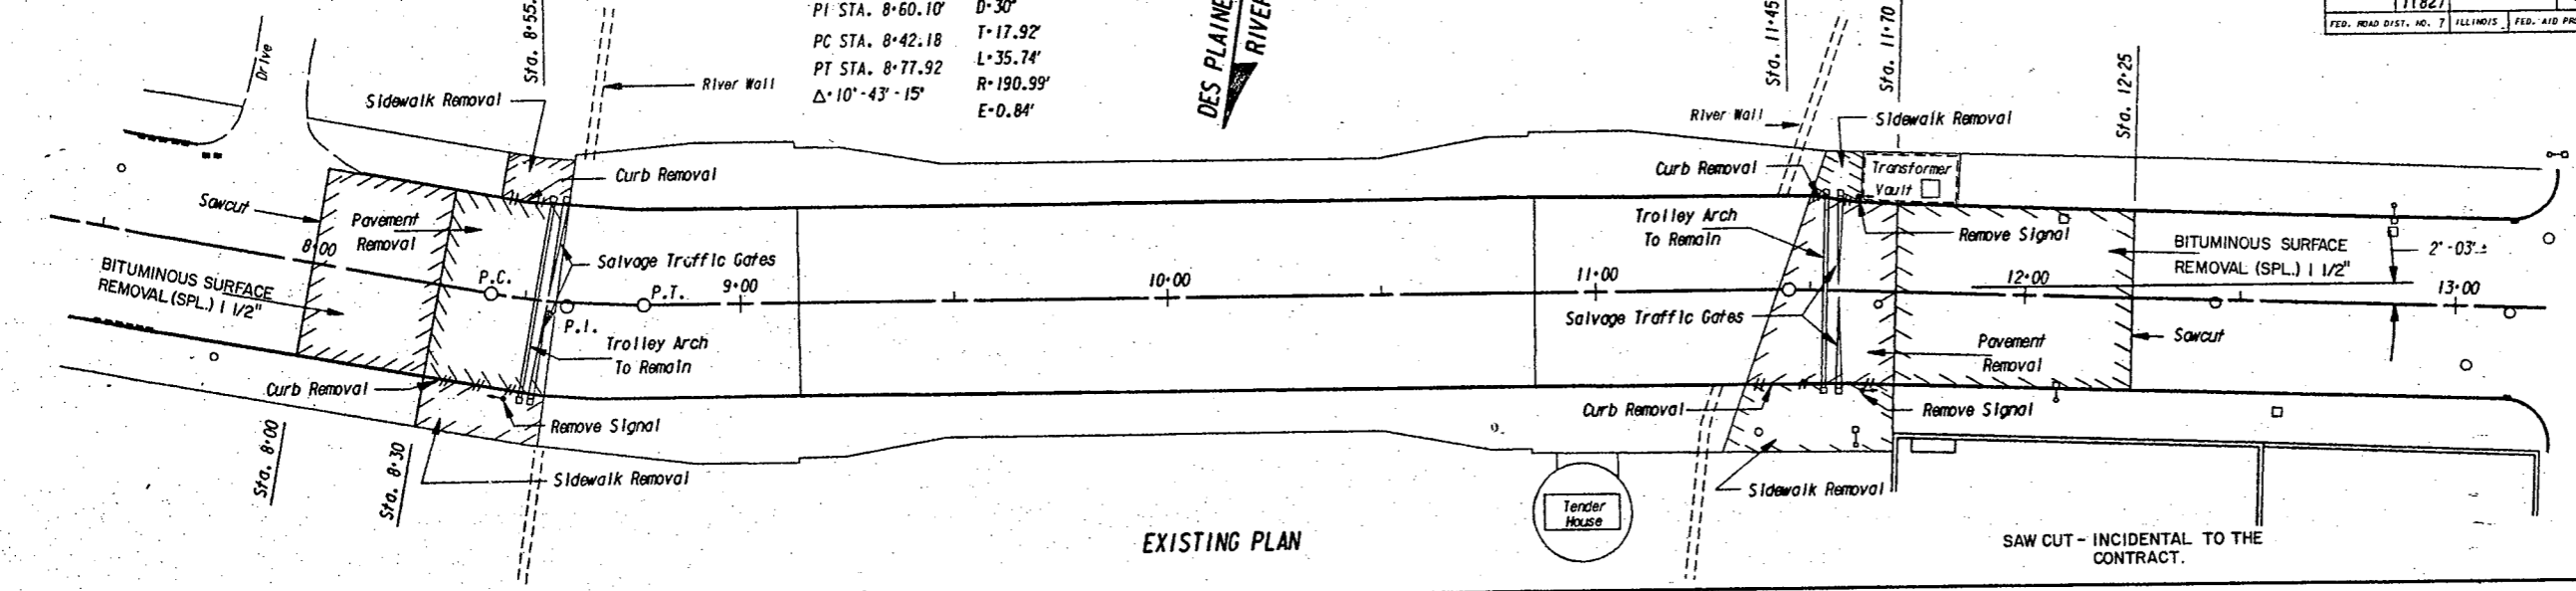 11827
FED. ROAD DIST. NO. 7 ILLINOIS FED. AID PR
PI STA. 8+60.10'
D=30°
PC STA. 8+42.18
T=17.92'
PT STA. 8+77.92
L=35.74'
Δ=10°-43'-15"
R=190.99'
E=0.84'
DES PLAINE
RIVER
Sta. 8+55.
Sta. 11+45
Sta. 11+70
Sta. 12+25
Drive
River Wall
Sidewalk Removal
River Wall
Sidewalk Removal
Curb Removal
Curb Removal
Transformer
Vault
Sawcut
Pavement
Removal
8+00
BITUMINOUS SURFACE
REMOVAL (SPL.) 1 1/2"
P.C.
P.I.
P.T.
Salvage Traffic Gates
9+00
10+00
11+00
Trolley Arch
To Remain
Trolley Arch
To Remain
Salvage Traffic Gates
Remove Signal
BITUMINOUS SURFACE
REMOVAL (SPL.) 1 1/2"
2'-03"±
12+00
13+00
Sawcut
Pavement
Removal
Curb Removal
Remove Signal
Sidewalk Removal
Sta. 8+00
Sta. 8+30
Curb Removal
Remove Signal
Sidewalk Removal
Tender
House
EXISTING PLAN
SAW CUT - INCIDENTAL TO THE
CONTRACT.